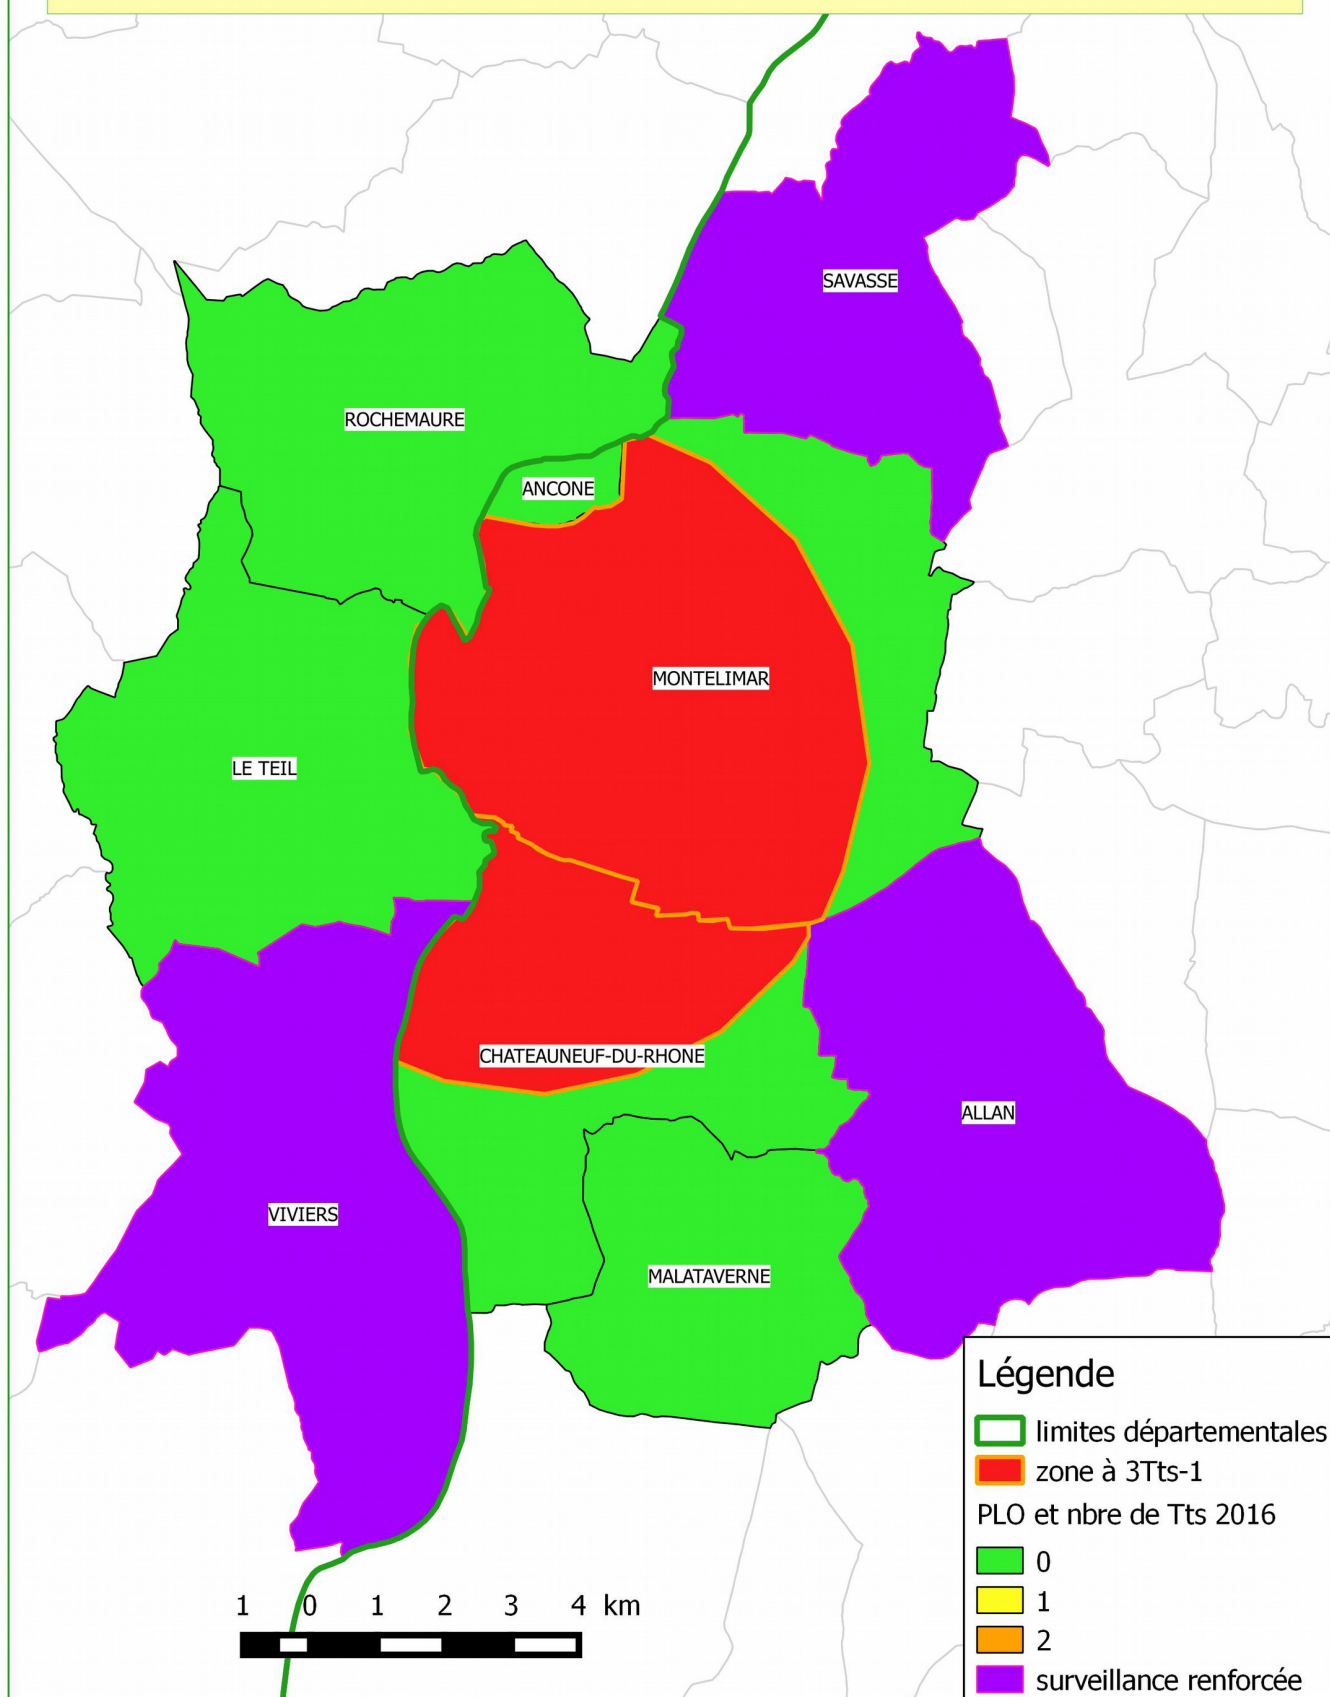 SAVASSE
ROCHEMAURE
ANCONE
MONTELIMAR
LE TEIL
CHATEAUNEUF-DU-RHONE
ALLAN
VIVIERS
MALATAVERNE
Légende
limites départementales
zone à 3Tts-1
PLO et nbre de Tts 2016
0
1
2
surveillance renforcée
1 0 1 2 3 4 km